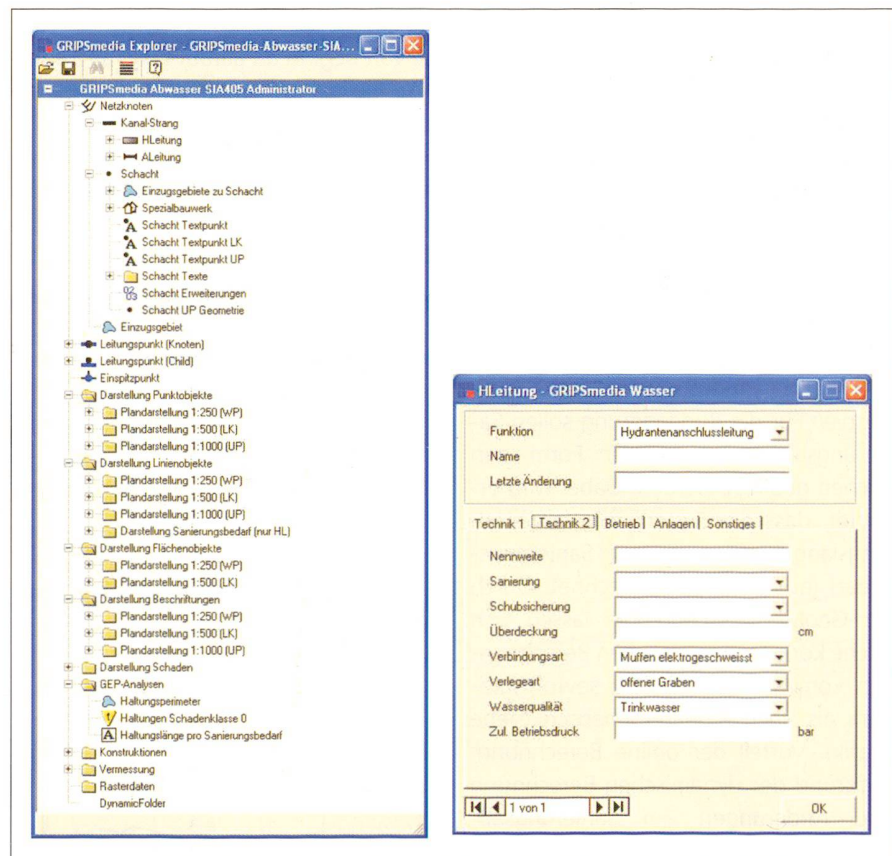 GRIPSmedia Explorer - GRIPSmedia-Abwasser-SIA...
GRIPSmedia Abwasser SIA405 Administrator
Netzknoten
Kanal-Strang
HLeitung
ALeitung
Schacht
Einzugsgebiete zu Schacht
Spezialbauwerk
Schacht Textpunkt
Schacht Textpunkt LK
Schacht Textpunkt UP
Schacht Texte
Schacht Erweiterungen
Schacht UP Geometrie
Einzugsgebiet
Leitungspunkt (Knoten)
Leitungspunkt (Child)
Einspitzpunkt
Darstellung Punktobjekte
Plandarstellung 1:250 (WP)
Plandarstellung 1:500 (LK)
Plandarstellung 1:1000 (UP)
Darstellung Linienobjekte
Plandarstellung 1:250 (WP)
Plandarstellung 1:500 (LK)
Plandarstellung 1:1000 (UP)
Darstellung Sanierungsbedarf (nur HL)
Darstellung Flächenobjekte
Plandarstellung 1:250 (WP)
Plandarstellung 1:500 (LK)
Darstellung Beschriftungen
Plandarstellung 1:250 (WP)
Plandarstellung 1:500 (LK)
Plandarstellung 1:1000 (UP)
Darstellung Schaden
GEP-Analysen
Haltungsperimeter
Haltungen Schadenklasse 0
Haltungslänge pro Sanierungsbedarf
Konstruktionen
Vermessung
Rasterdaten
DynamicFolder
HLeitung - GRIPSmedia Wasser
Funktion Hydrantenanschlussleitung
Name
Letzte Änderung
Technik 1 Technik 2 Betrieb Anlagen Sonstiges
Nennweite
Sanierung
Schubsicherung
Überdeckung cm
Verbindungsart Muffen elektrogeschweisst
Verlegeart offener Graben
Wasserqualität Trinkwasser
Zul. Betriebsdruck bar
1 von 1 OK